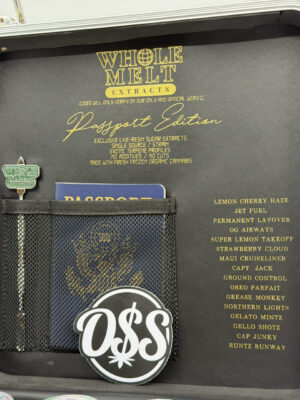 WHOLE
MELT
EXTRACTS
CODES WILL ONLY VERIFY ON OUR ONLY AND OFFICIAL
Passport Edition
EXCLUSIVE LIVE-RESIN SUGAR EXTRACTS
SINGLE SOURCE / STRAIN
EXOTIC TERPENE PROFILES
NO ADDITIVES / NO CUTS
MADE WITH FRESH FROZEN ORGANIC CANNABIS
PASSPORT
O$S
LEMON CHERRY HAZE
JET FUEL
PERMANENT LAYOVER
OG AIRWAYS
SUPER LEMON TAKEOFF
STRAWBERRY CLOUD
MAUI CRUISELINER
CAPT JACK
GROUND CONTROL
OREO PARFAIT
GREASE MONKEY
NORTHERN LIGHTS
GELATO MINTZ
GELLO SHOTZ
CAP JUNKY
RUNTZ RUNWAY